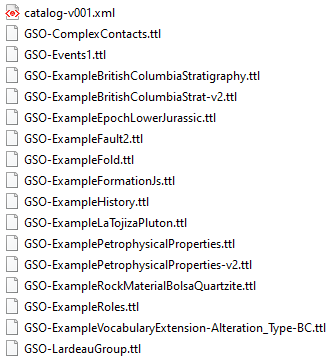 catalog-v001.xml
GSO-ComplexContacts.ttl
GSO-Events1.ttl
GSO-ExampleBritishColumbiaStratigraphy.ttl
GSO-ExampleBritishColumbiaStrat-v2.ttl
GSO-ExampleEpochLowerJurassic.ttl
GSO-ExampleFault2.ttl
GSO-ExampleFold.ttl
GSO-ExampleFormationJs.ttl
GSO-ExampleHistory.ttl
GSO-ExampleLaTojizaPluton.ttl
GSO-ExamplePetrophysicalProperties.ttl
GSO-ExamplePetrophysicalProperties-v2.ttl
GSO-ExampleRockMaterialBolsaQuartzite.ttl
GSO-ExampleRoles.ttl
GSO-ExampleVocabularyExtension-Alteration_Type-BC.ttl
GSO-LardeauGroup.ttl